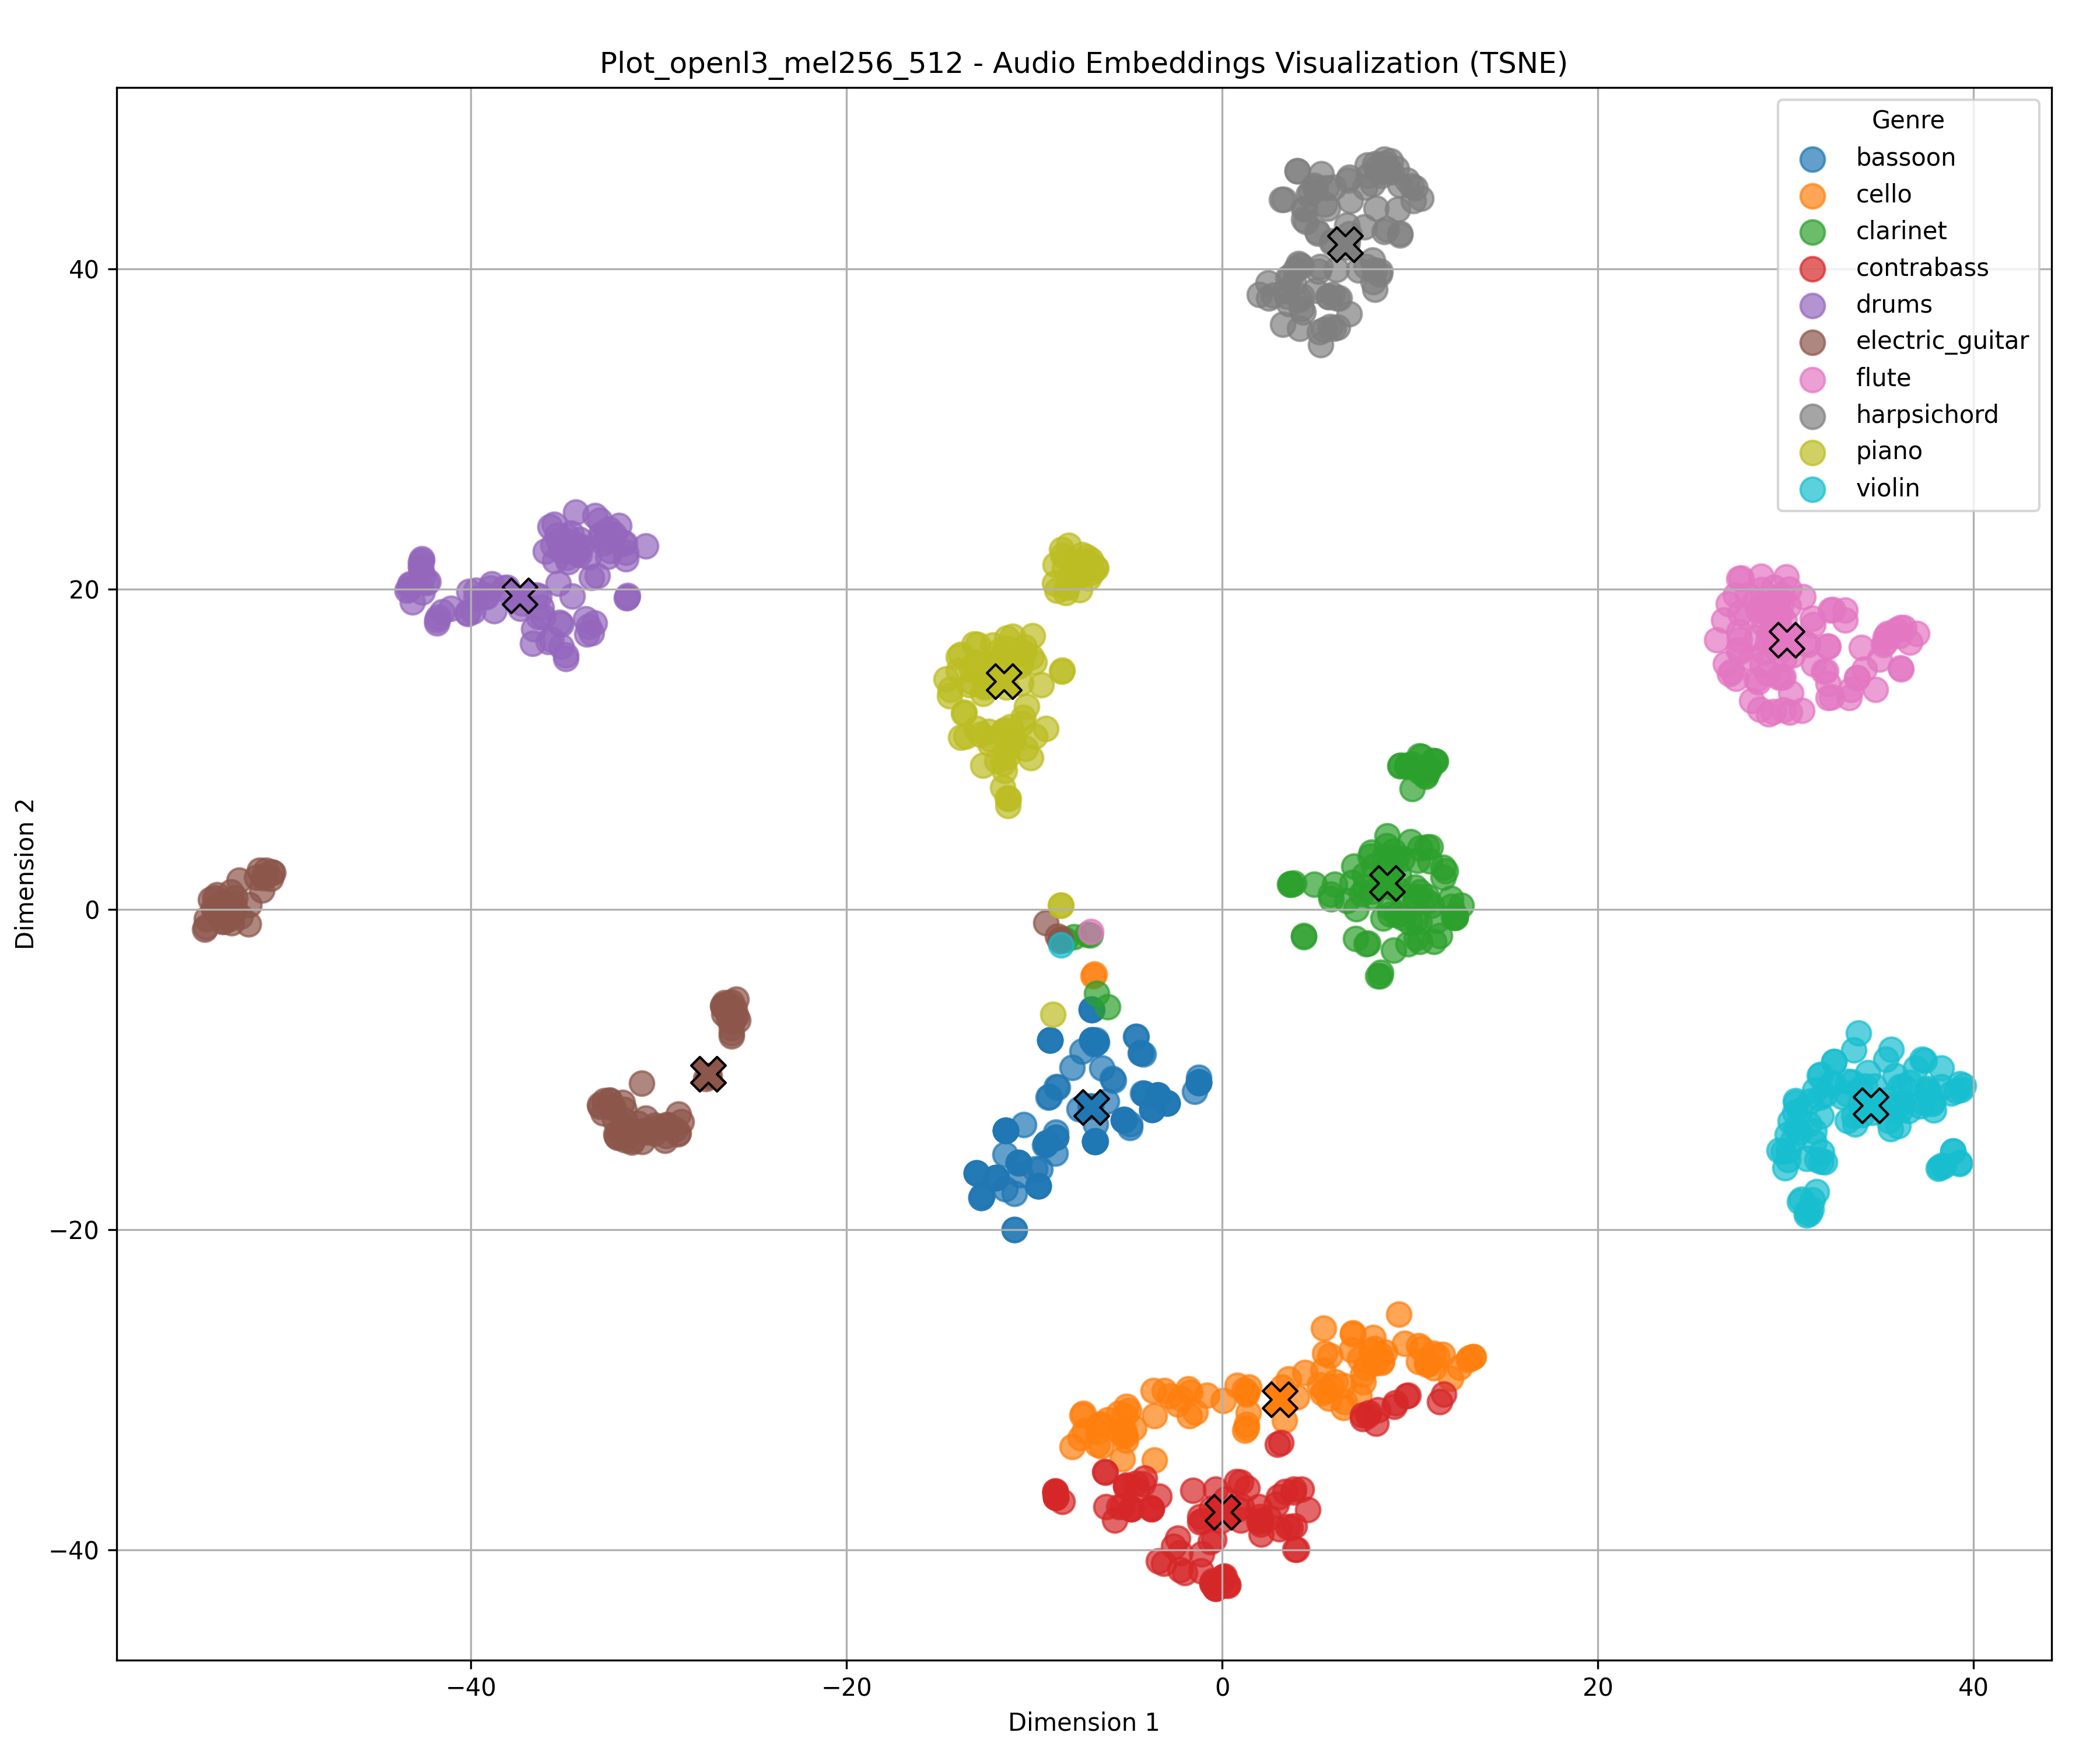 Plot_openl3_mel256_512 - Audio Embeddings Visualization (TSNE)
Genre
bassoon
cello
clarinet
contrabass
drums
electric_guitar
flute
harpsichord
piano
violin
Dimension 2
40
20
0
−20
−40
−40
−20
0
20
40
Dimension 1